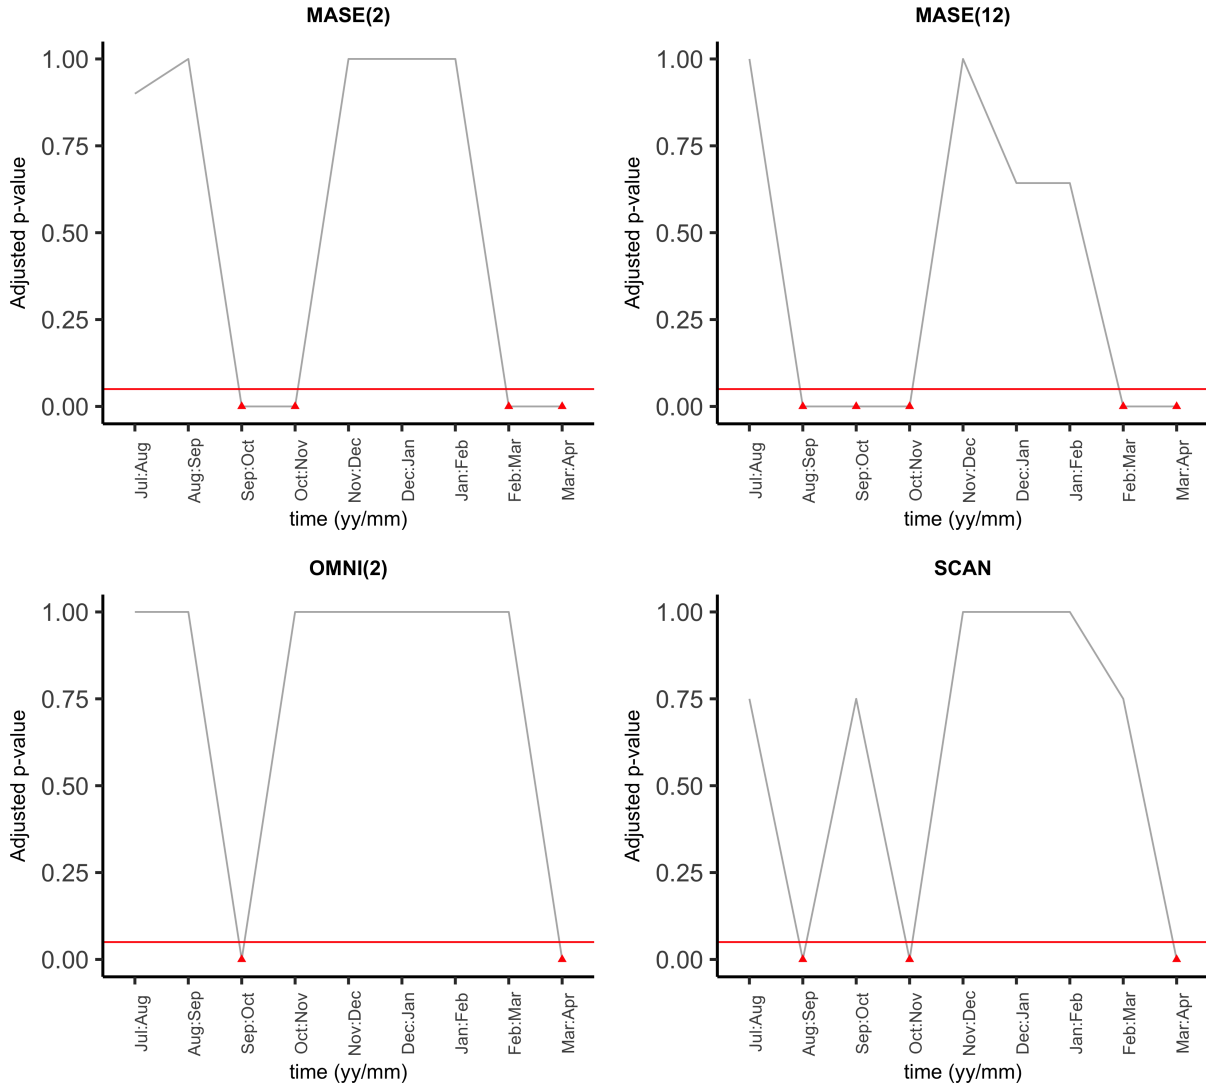 MASE(2)
Adjusted p-value
1.00
0.75
0.50
0.25
0.00
Jul:Aug
Aug:Sep
Sep:Oct
Oct:Nov
Nov:Dec
Dec:Jan
Jan:Feb
Feb:Mar
Mar:Apr
time (yy/mm)
MASE(12)
Adjusted p-value
1.00
0.75
0.50
0.25
0.00
Jul:Aug
Aug:Sep
Sep:Oct
Oct:Nov
Nov:Dec
Dec:Jan
Jan:Feb
Feb:Mar
Mar:Apr
time (yy/mm)
OMNI(2)
Adjusted p-value
1.00
0.75
0.50
0.25
0.00
Jul:Aug
Aug:Sep
Sep:Oct
Oct:Nov
Nov:Dec
Dec:Jan
Jan:Feb
Feb:Mar
Mar:Apr
time (yy/mm)
SCAN
Adjusted p-value
1.00
0.75
0.50
0.25
0.00
Jul:Aug
Aug:Sep
Sep:Oct
Oct:Nov
Nov:Dec
Dec:Jan
Jan:Feb
Feb:Mar
Mar:Apr
time (yy/mm)